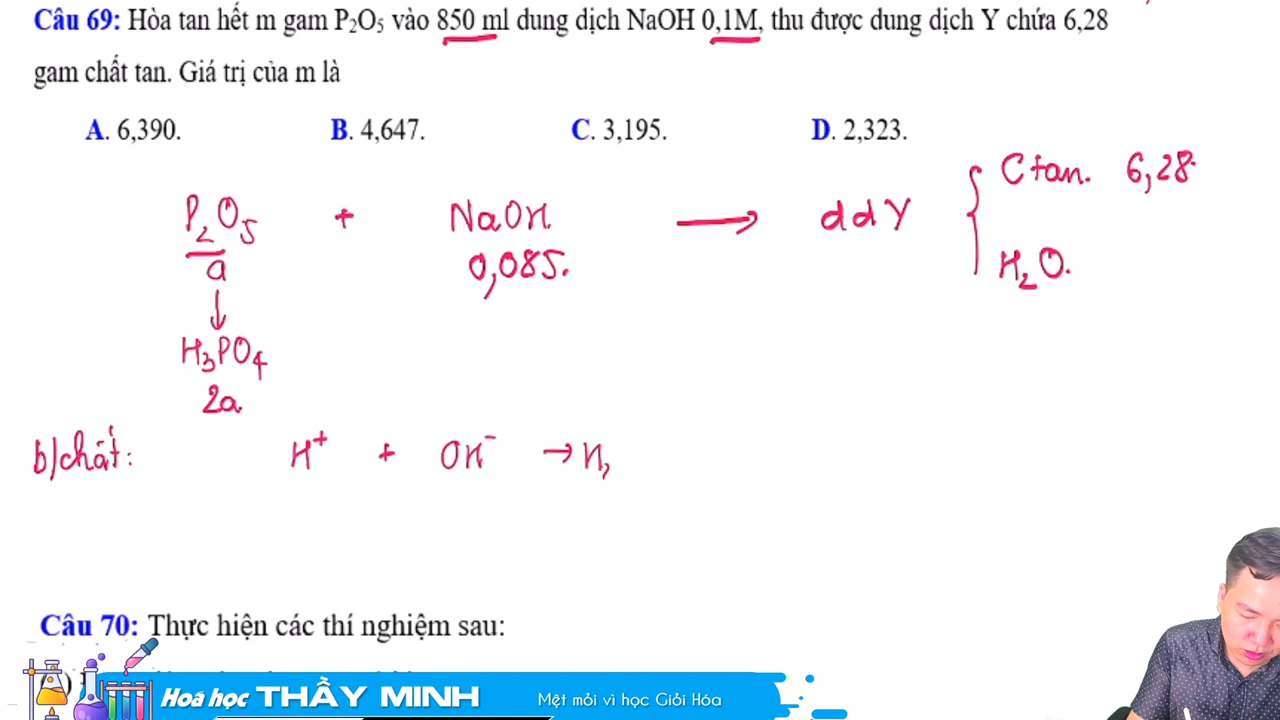 Câu 69: Hòa tan hết m gam P₂O₅ vào 850 ml dung dịch NaOH 0,1M, thu được dung dịch Y chứa 6,28
gam chất tan. Giá trị của m là
A. 6,390. B. 4,647. C. 3,195. D. 2,323.
Ctan. 6,28.
P₂O₅ + NaOH → ddY
a 0,085. H₂O.
↓
H₃PO₄
2a
b/chất: H⁺ + OH⁻ → H,
Câu 70: Thực hiện các thí nghiệm sau:
Hoá học THẦY MINH Mệt mỏi vì học Giỏi Hóa